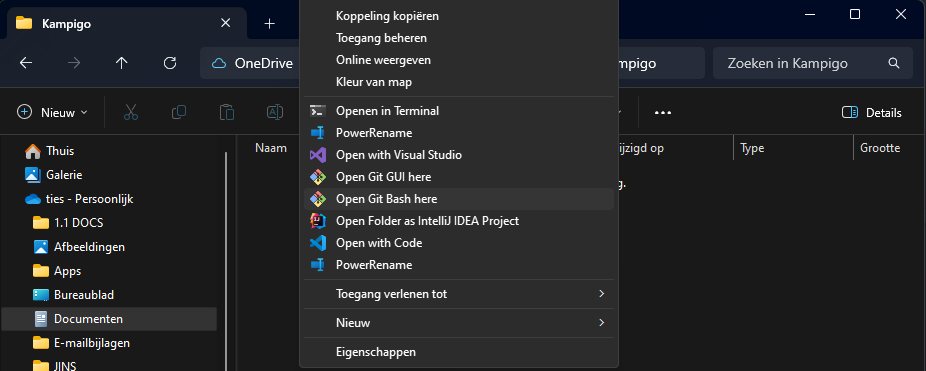 Kampigo
OneDrive
mpigo
Zoeken in Kampigo
Nieuw
Details
Naam
ijzigd op
Type
Grootte
g.
Thuis
Galerie
ties - Persoonlijk
1.1 DOCS
Afbeeldingen
Apps
Bureaublad
Documenten
E-mailbijlagen
JINS
Koppeling kopiëren
Toegang beheren
Online weergeven
Kleur van map
Openen in Terminal
PowerRename
Open with Visual Studio
Open Git GUI here
Open Git Bash here
Open Folder as IntelliJ IDEA Project
Open with Code
PowerRename
Toegang verlenen tot
Nieuw
Eigenschappen